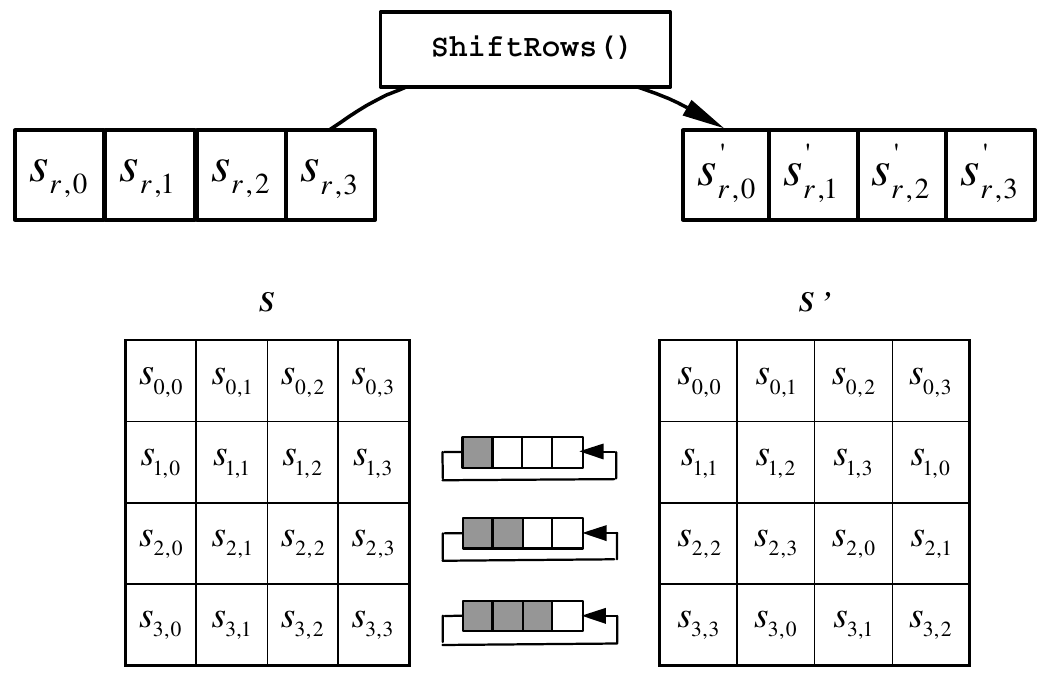 ShiftRows()
s_{r,0} s_{r,1} s_{r,2} s_{r,3} s'_{r,0} s'_{r,1} s'_{r,2} s'_{r,3}
S S’
s_{0,0} s_{0,1} s_{0,2} s_{0,3} s_{0,0} s_{0,1} s_{0,2} s_{0,3}
s_{1,0} s_{1,1} s_{1,2} s_{1,3} s_{1,1} s_{1,2} s_{1,3} s_{1,0}
s_{2,0} s_{2,1} s_{2,2} s_{2,3} s_{2,2} s_{2,3} s_{2,0} s_{2,1}
s_{3,0} s_{3,1} s_{3,2} s_{3,3} s_{3,3} s_{3,0} s_{3,1} s_{3,2}